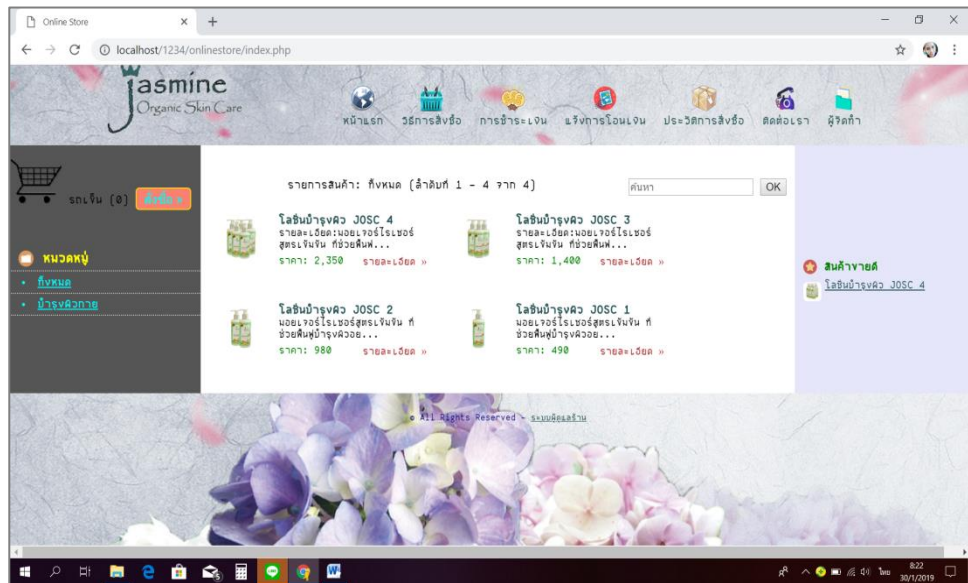 Online Store
localhost/1234/onlinestore/index.php
Jasmine
Organic Skin Care
หน้าแรก วิธีการสั่งซื้อ การชำระเงิน แจ้งการโอนเงิน ประวัติการสั่งซื้อ ติดต่อเรา ผู้จัดทำ
รถเข็น (0) สั่งซื้อ »
รายการสินค้า: ทั้งหมด (ลำดับที่ 1 - 4 จาก 4)
ค้นหา OK
หมวดหมู่
• ทั้งหมด
• บำรุงผิวกาย
โลชั่นบำรุงผิว JOSC 4
รายละเอียด:มอยเจอร์ไรเซอร์
สูตรเข้มข้น ที่ช่วยฟื้นฟ...
ราคา: 2,350 รายละเอียด »
โลชั่นบำรุงผิว JOSC 3
รายละเอียด:มอยเจอร์ไรเซอร์
สูตรเข้มข้น ที่ช่วยฟื้นฟ...
ราคา: 1,400 รายละเอียด »
โลชั่นบำรุงผิว JOSC 2
มอยเจอร์ไรเซอร์สูตรเข้มข้น ที่
ช่วยฟื้นฟูบำรุงผิวอย...
ราคา: 980 รายละเอียด »
โลชั่นบำรุงผิว JOSC 1
มอยเจอร์ไรเซอร์สูตรเข้มข้น ที่
ช่วยฟื้นฟูบำรุงผิวอย...
ราคา: 490 รายละเอียด »
สินค้าขายดี
โลชั่นบำรุงผิว JOSC 4
© All Rights Reserved - ระบบผู้ดูแลร้าน
ไทย
8:22
30/1/2019